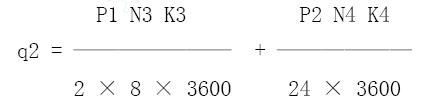 P1 N3 K3 P2 N4 K4
q2 = ———————— + ————————
2 × 8 × 3600 24 × 3600